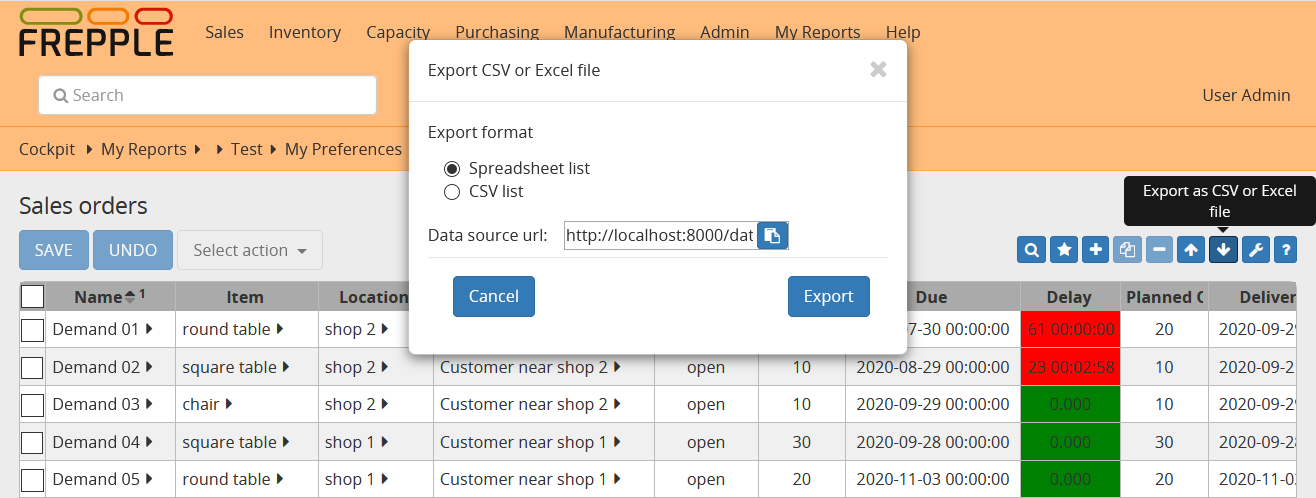 FREPPLE
Sales Inventory Capacity Purchasing Manufacturing Admin My Reports Help
Search
User Admin
Cockpit My Reports Test My Preferences
Export CSV or Excel file
Export format
Spreadsheet list
CSV list
Data source url: http://localhost:8000/dat
Cancel Export
Export as CSV or Excel
file
Sales orders
SAVE UNDO Select action
?
Name 1 Item Location Due Delay Planned Q Deliver
Demand 01 round table shop 2 07-30 00:00:00 61 00:00:00 20 2020-09-29
Demand 02 square table shop 2 Customer near shop 2 open 10 2020-08-29 00:00:00 23 00:02:58 10 2020-09-2
Demand 03 chair shop 2 Customer near shop 2 open 10 2020-09-29 00:00:00 0.000 10 2020-09-29
Demand 04 square table shop 1 Customer near shop 1 open 30 2020-09-28 00:00:00 0.000 30 2020-09-28
Demand 05 round table shop 1 Customer near shop 1 open 20 2020-11-03 00:00:00 0.000 20 2020-11-0